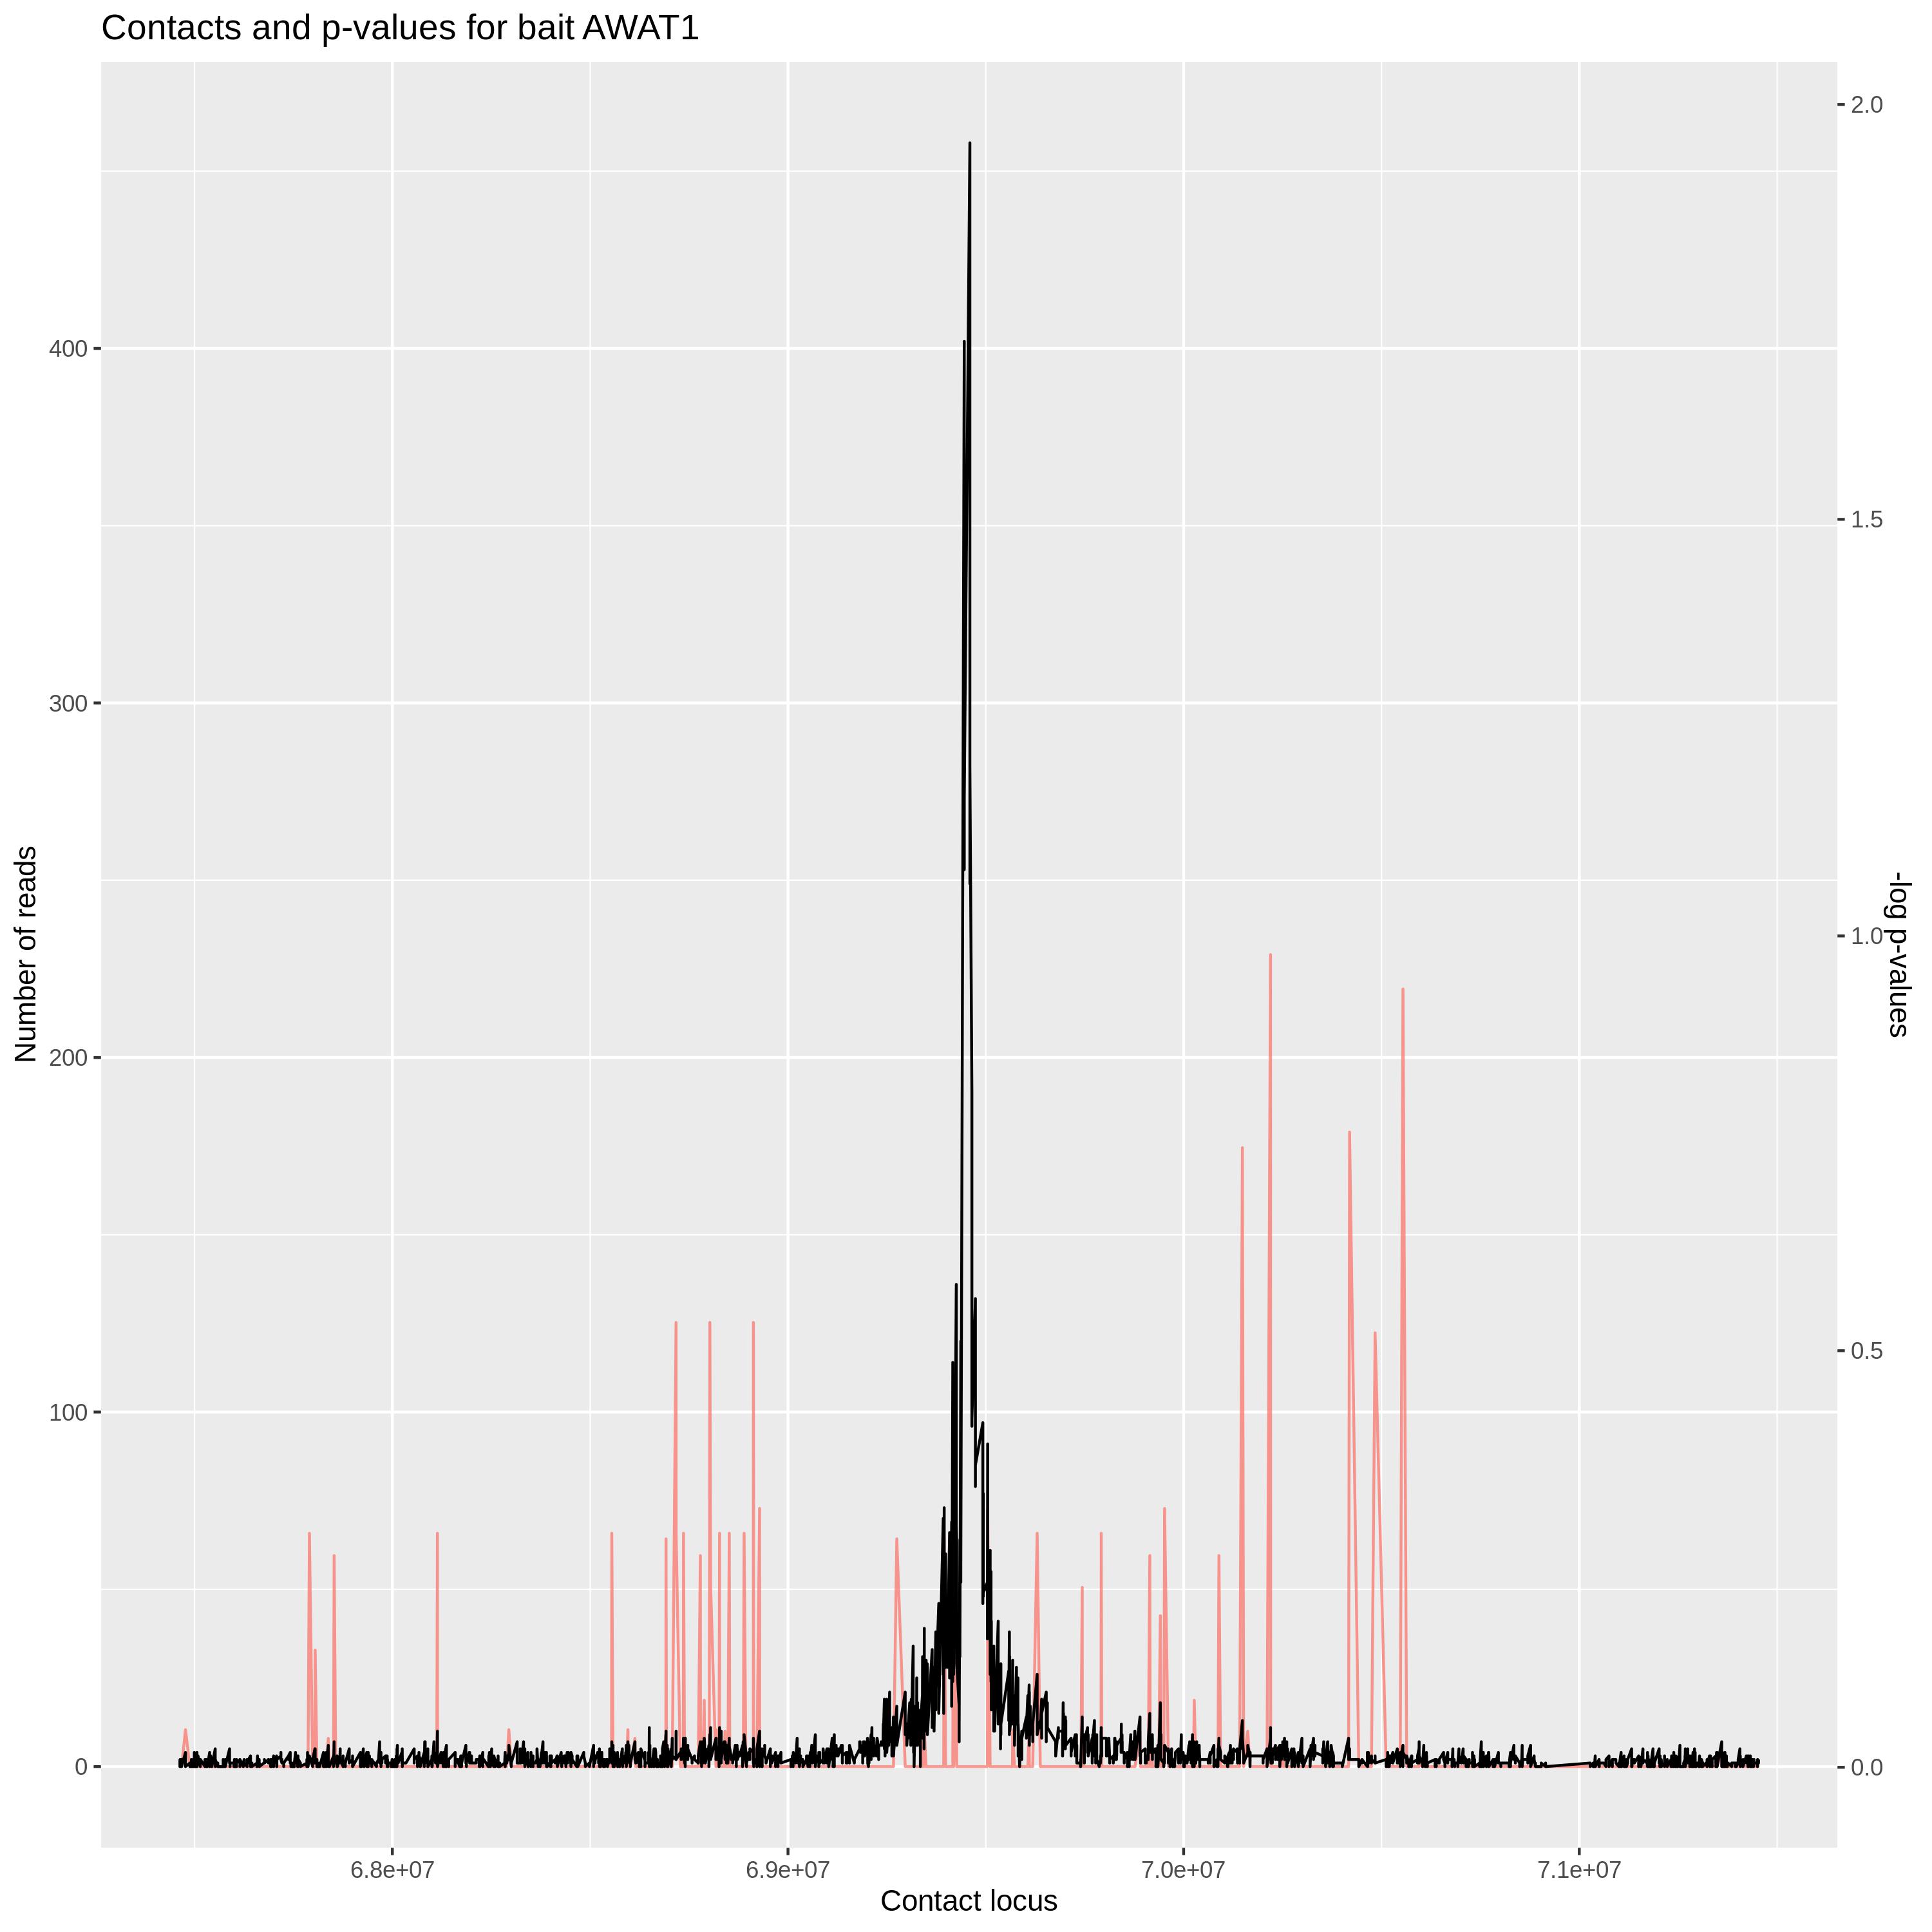 Contacts and p-values for bait AWAT1
2.0
400
1.5
300
1.0
200
0.5
100
0
0.0
Number of reads
-log p-values
6.8e+07
6.9e+07
7.0e+07
7.1e+07
Contact locus